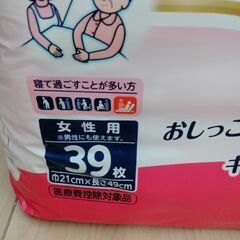 寝て過ごすことが多い方
女性用
※男性にも使えます。
39枚
巾21cm×長さ49cm
医療費控除対象品
おしっこ
キ